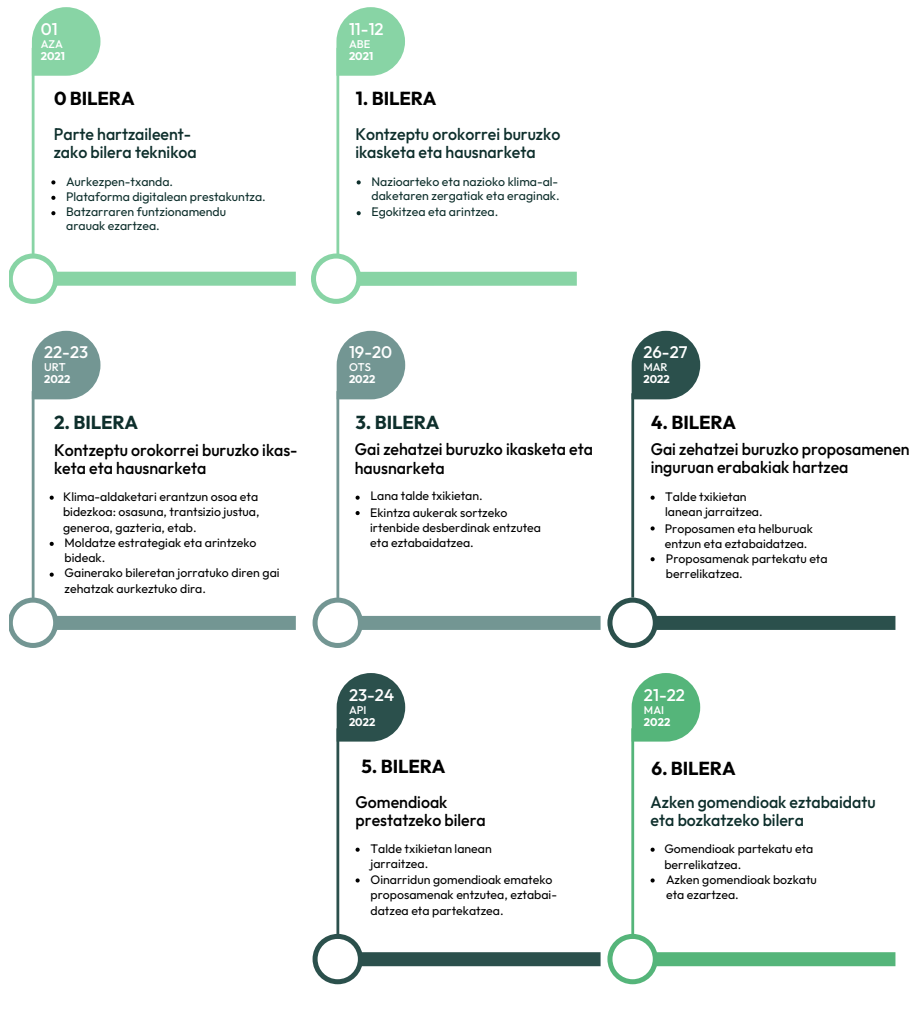 01
AZA
2021
0 BILERA
Parte hartzaileent-
zako bilera teknikoa
• Aurkezpen-txanda.
• Plataforma digitalean prestakuntza.
• Batzarraren funtzionamendu
arauak ezartzea.
11-12
ABE
2021
1. BILERA
Kontzeptu orokorrei buruzko
ikasketa eta hausnarketa
• Nazioarteko eta nazioko klima-al-
daketaren zergatiak eta eraginak.
• Egokitzea eta arintzea.
22-23
URT
2022
2. BILERA
Kontzeptu orokorrei buruzko ikas-
keta eta hausnarketa
• Klima-aldaketari erantzun osoa eta
bidezkoa: osasuna, trantsizio justua,
generoa, gazteria, etab.
• Moldatze estrategiak eta arintzeko
bideak.
• Gainerako bileretan jorratuko diren gai
zehatzak aurkeztuko dira.
19-20
OTS
2022
3. BILERA
Gai zehatzei buruzko ikasketa eta
hausnarketa
• Lana talde txikietan.
• Ekintza aukerak sortzeko
irtenbide desberdinak entzutea
eta eztabaidatzea.
26-27
MAR
2022
4. BILERA
Gai zehatzei buruzko proposamenen
inguruan erabakiak hartzea
• Talde txikietan
lanean jarraitzea.
• Proposamen eta helburuak
entzun eta eztabaidatzea.
• Proposamenak partekatu eta
berrelikatzea.
23-24
API
2022
5. BILERA
Gomendioak
prestatzeko bilera
• Talde txikietan lanean
jarraitzea.
• Oinarridun gomendioak emateko
proposamenak entzutea, eztabai-
datzea eta partekatzea.
21-22
MAI
2022
6. BILERA
Azken gomendioak eztabaidatu
eta bozkatzeko bilera
• Gomendioak partekatu eta
berrelikatzea.
• Azken gomendioak bozkatu
eta ezartzea.